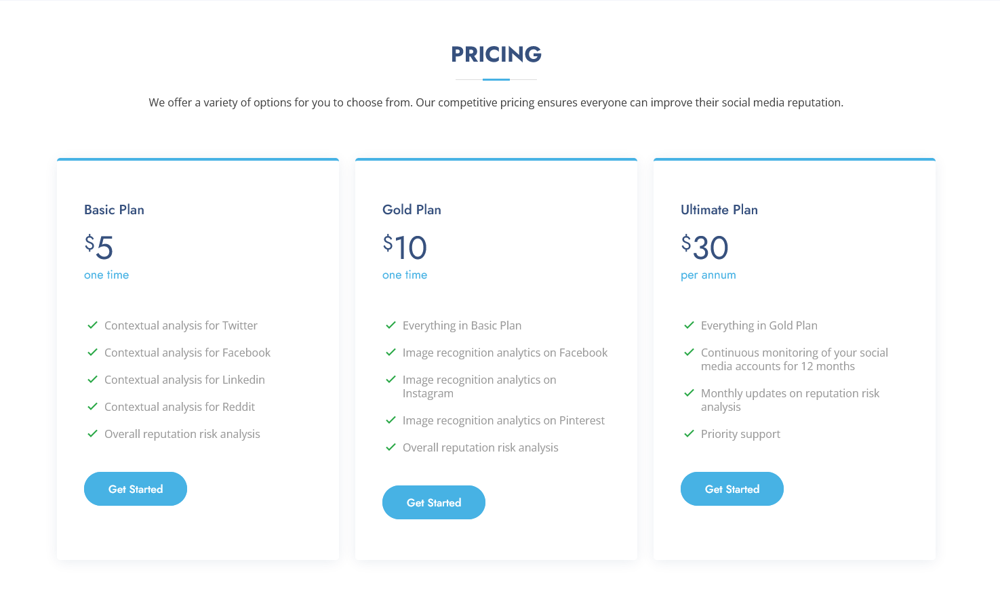 PRICING
We offer a variety of options for you to choose from. Our competitive pricing ensures everyone can improve their social media reputation.
Basic Plan
$5
one time
Contextual analysis for Twitter
Contextual analysis for Facebook
Contextual analysis for Linkedin
Contextual analysis for Reddit
Overall reputation risk analysis
Get Started
Gold Plan
$10
one time
Everything in Basic Plan
Image recognition analytics on Facebook
Image recognition analytics on
Instagram
Image recognition analytics on Pinterest
Overall reputation risk analysis
Get Started
Ultimate Plan
$30
per annum
Everything in Gold Plan
Continuous monitoring of your social
media accounts for 12 months
Monthly updates on reputation risk
analysis
Priority support
Get Started